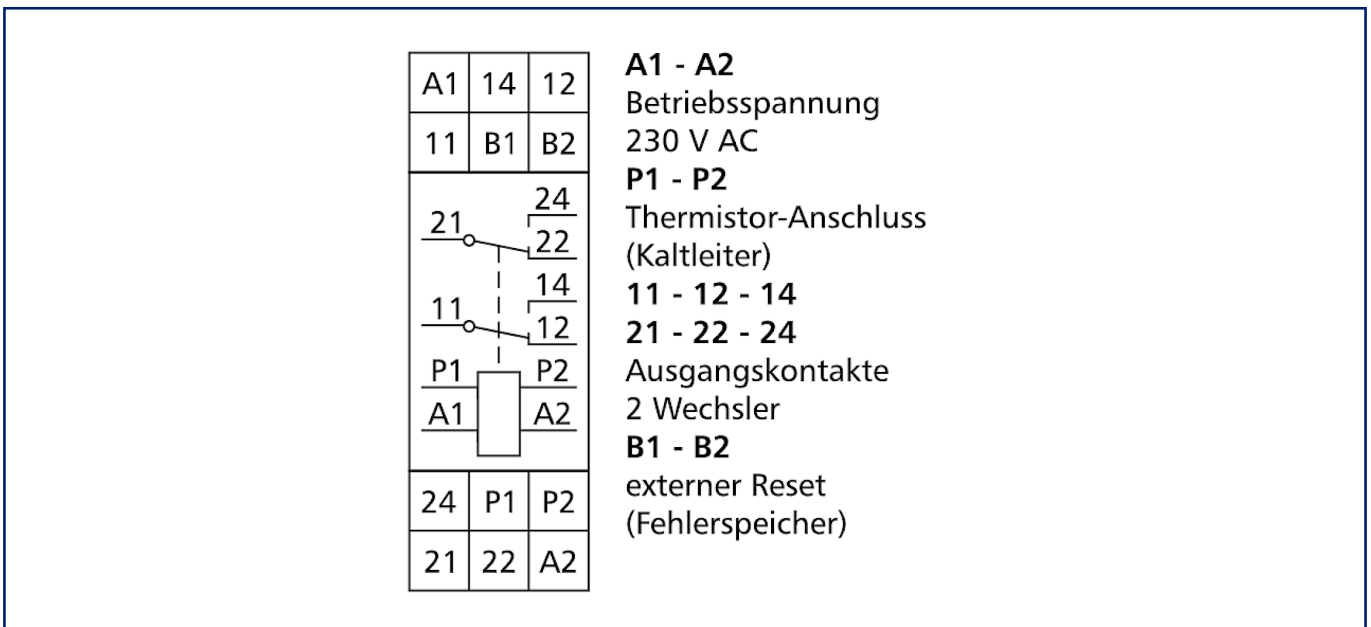 A1 14 12
11 B1 B2
24
21
22
14
11
12
P1 P2
A1 A2
24 P1 P2
21 22 A2
A1 - A2
Betriebsspannung
230 V AC
P1 - P2
Thermistor-Anschluss
(Kaltleiter)
11 - 12 - 14
21 - 22 - 24
Ausgangskontakte
2 Wechsler
B1 - B2
externer Reset
(Fehlerspeicher)